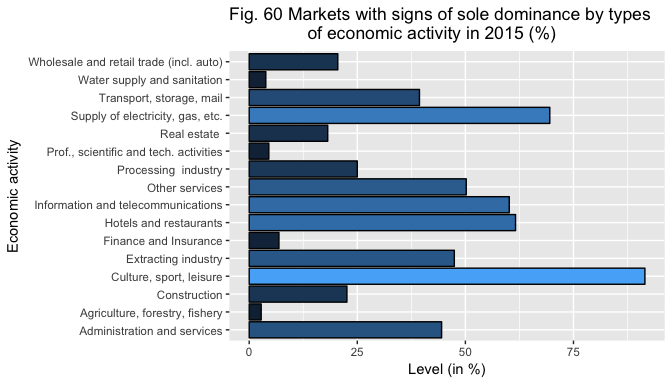 Fig. 60 Markets with signs of sole dominance by types
of economic activity in 2015 (%)
Economic activity
Wholesale and retail trade (incl. auto)
Water supply and sanitation
Transport, storage, mail
Supply of electricity, gas, etc.
Real estate
Prof., scientific and tech. activities
Processing industry
Other services
Information and telecommunications
Hotels and restaurants
Finance and Insurance
Extracting industry
Culture, sport, leisure
Construction
Agriculture, forestry, fishery
Administration and services
0 25 50 75
Level (in %)